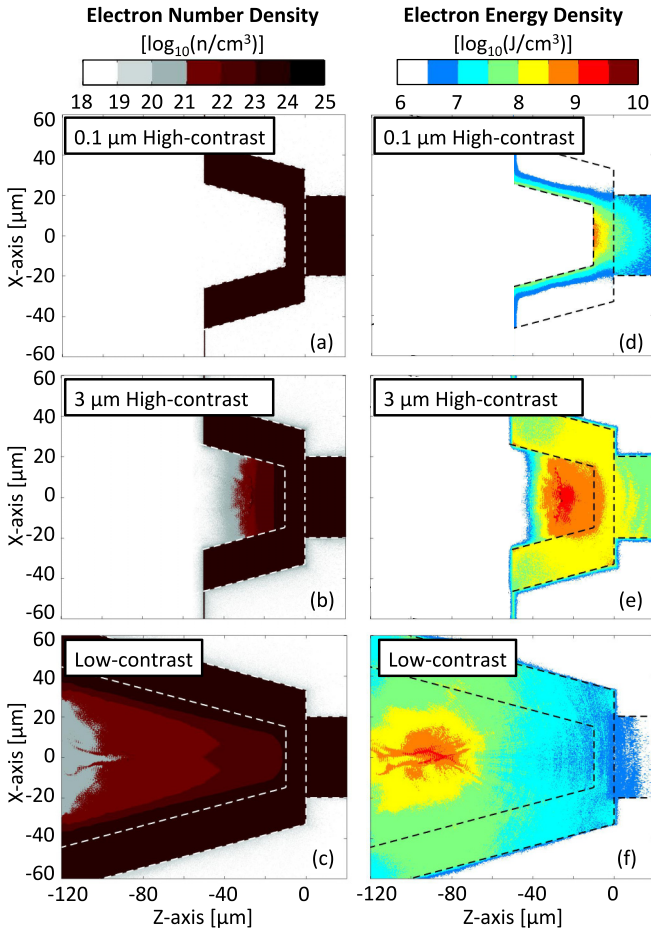 Electron Number Density
[log10(n/cm³)]
18 19 20 21 22 23 24 25
Electron Energy Density
[log10(J/cm³)]
6 7 8 9 10
X-axis [µm]
60
40
20
0
-20
-40
-60
0.1 µm High-contrast
(a)
0.1 µm High-contrast
(d)
X-axis [µm]
60
40
20
0
-20
-40
-60
3 µm High-contrast
(b)
3 µm High-contrast
(e)
X-axis [µm]
60
40
20
0
-20
-40
-60
Low-contrast
(c)
Low-contrast
(f)
-120 -80 -40 0
Z-axis [µm]
-120 -80 -40 0
Z-axis [µm]